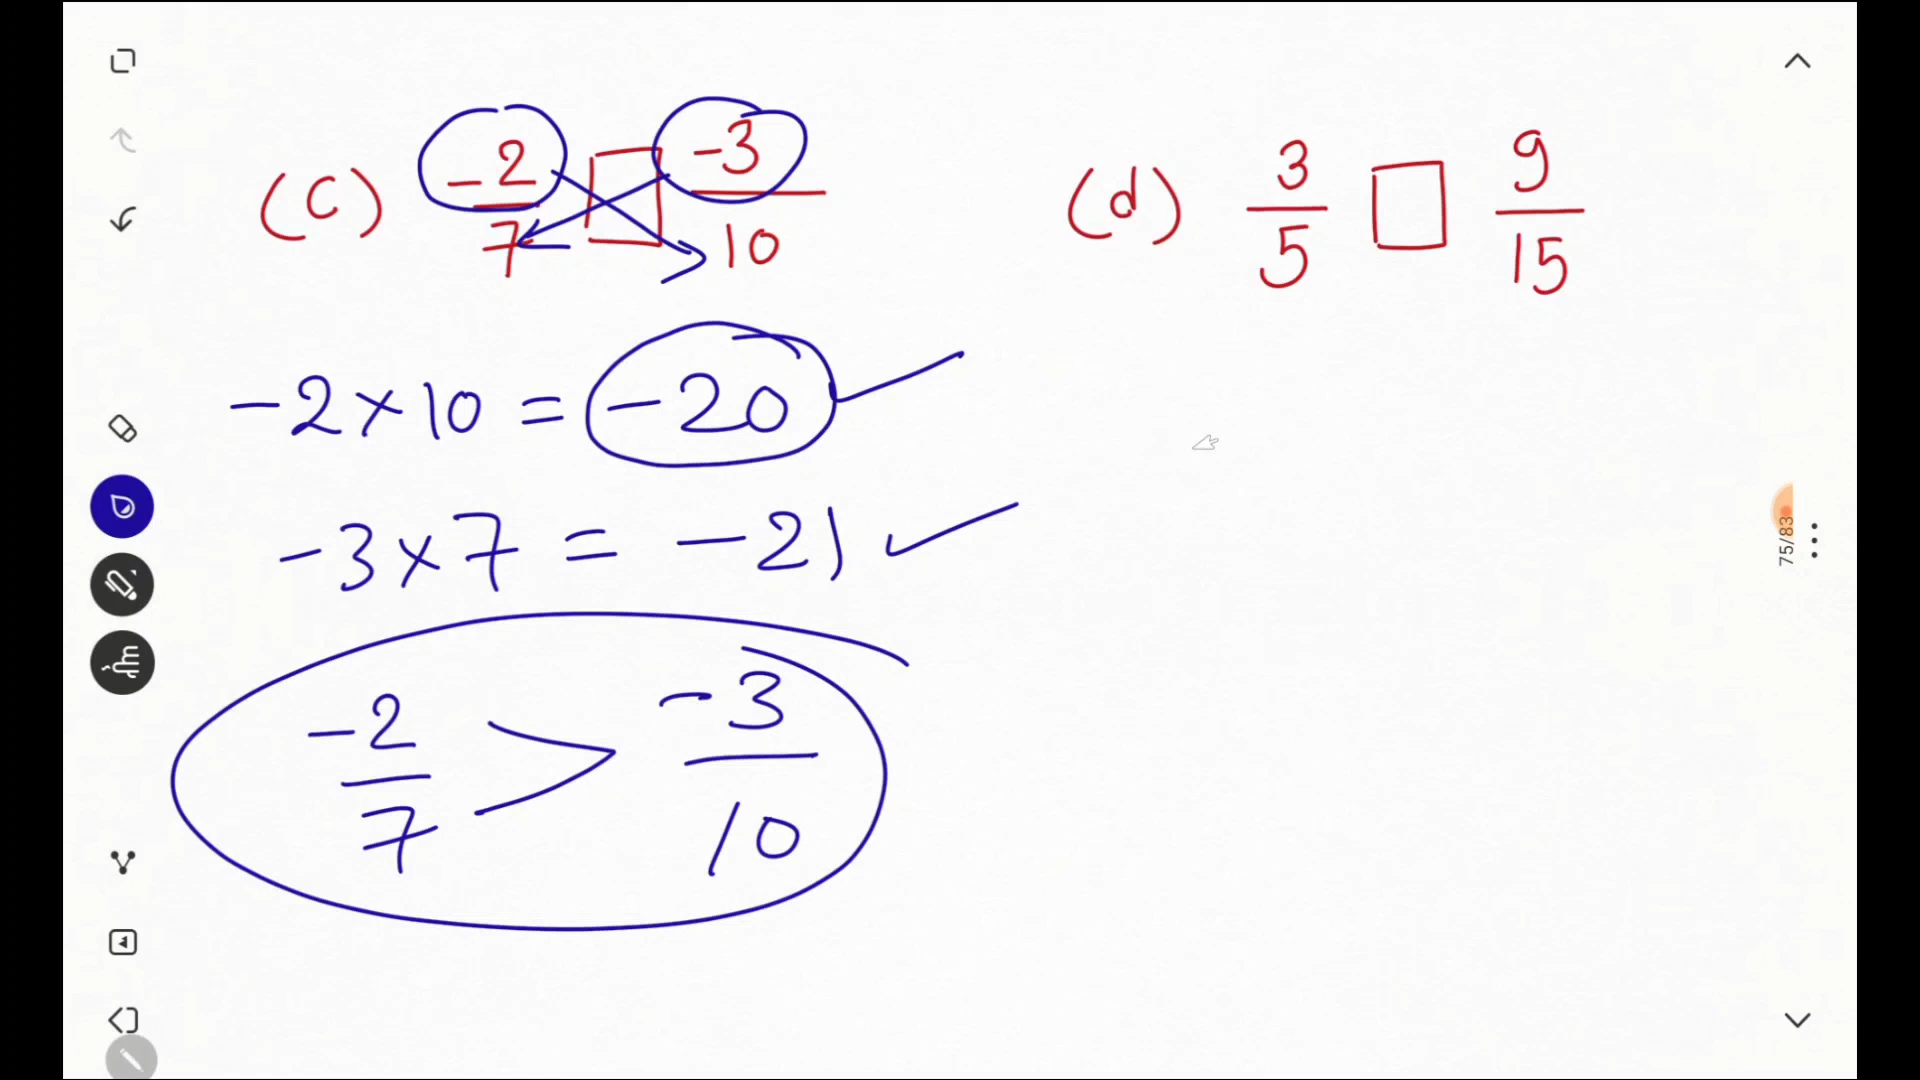 (C) -2/7 □ -3/10
(d) 3/5 □ 9/15
-2 × 10 = -20
-3 × 7 = -21
-2/7 > -3/10
75/83